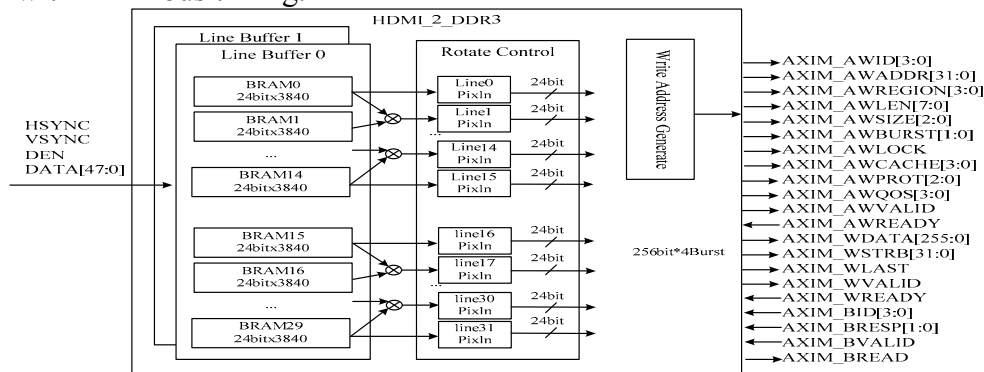 HDMI_2_DDR3
Line Buffer 1
Line Buffer 0
BRAM0
24bitx3840
BRAM1
24bitx3840
...
BRAM14
24bitx3840
BRAM15
24bitx3840
BRAM16
24bitx3840
...
BRAM29
24bitx3840
HSYNC
VSYNC
DEN
DATA[47:0]
Rotate Control
Line0
PixIn
24bit
Line1
PixIn
24bit
...
Line14
PixIn
24bit
Line15
PixIn
24bit
line16
PixIn
24bit
line17
PixIn
24bit
...
line30
PixIn
24bit
line31
PixIn
24bit
Write Address Generate
256bit*4Burst
AXIM_AWID[3:0]
AXIM_AWADDR[31:0]
AXIM_AWREGION[3:0]
AXIM_AWLEN[7:0]
AXIM_AWSIZE[2:0]
AXIM_AWBURST[1:0]
AXIM_AWLOCK
AXIM_AWCACHE[3:0]
AXIM_AWPROT[2:0]
AXIM_AWQOS[3:0]
AXIM_AWVALID
AXIM_AWREADY
AXIM_WDATA[255:0]
AXIM_WSTRB[31:0]
AXIM_WLAST
AXIM_WVALID
AXIM_WREADY
AXIM_BID[3:0]
AXIM_BRESP[1:0]
AXIM_BVALID
AXIM_BREAD